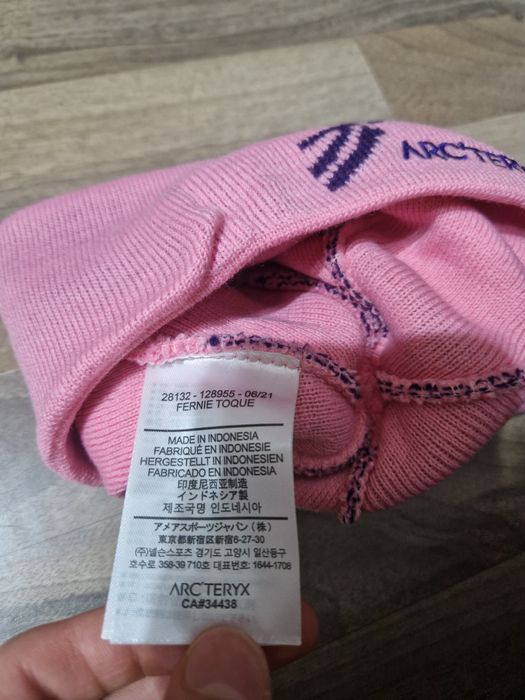 ARC'TERY
28132 - 128955 - 06/21
FERNIE TOQUE
MADE IN INDONESIA
FABRIQUÉ EN INDONESIE
HERGESTELLT IN INDONESIEN
FABRICADO EN INDONESIA
印度尼西亚制造
インドネシア製
제조국명 인도네시아
アメアスポーツジャパン（株）
東京都新宿区新宿6-27-30
(주)넬슨스포츠 경기도 고양시 일산동구
호수로 358-39 710호 대표번호: 1644-1708
ARC'TERYX
CA#34438